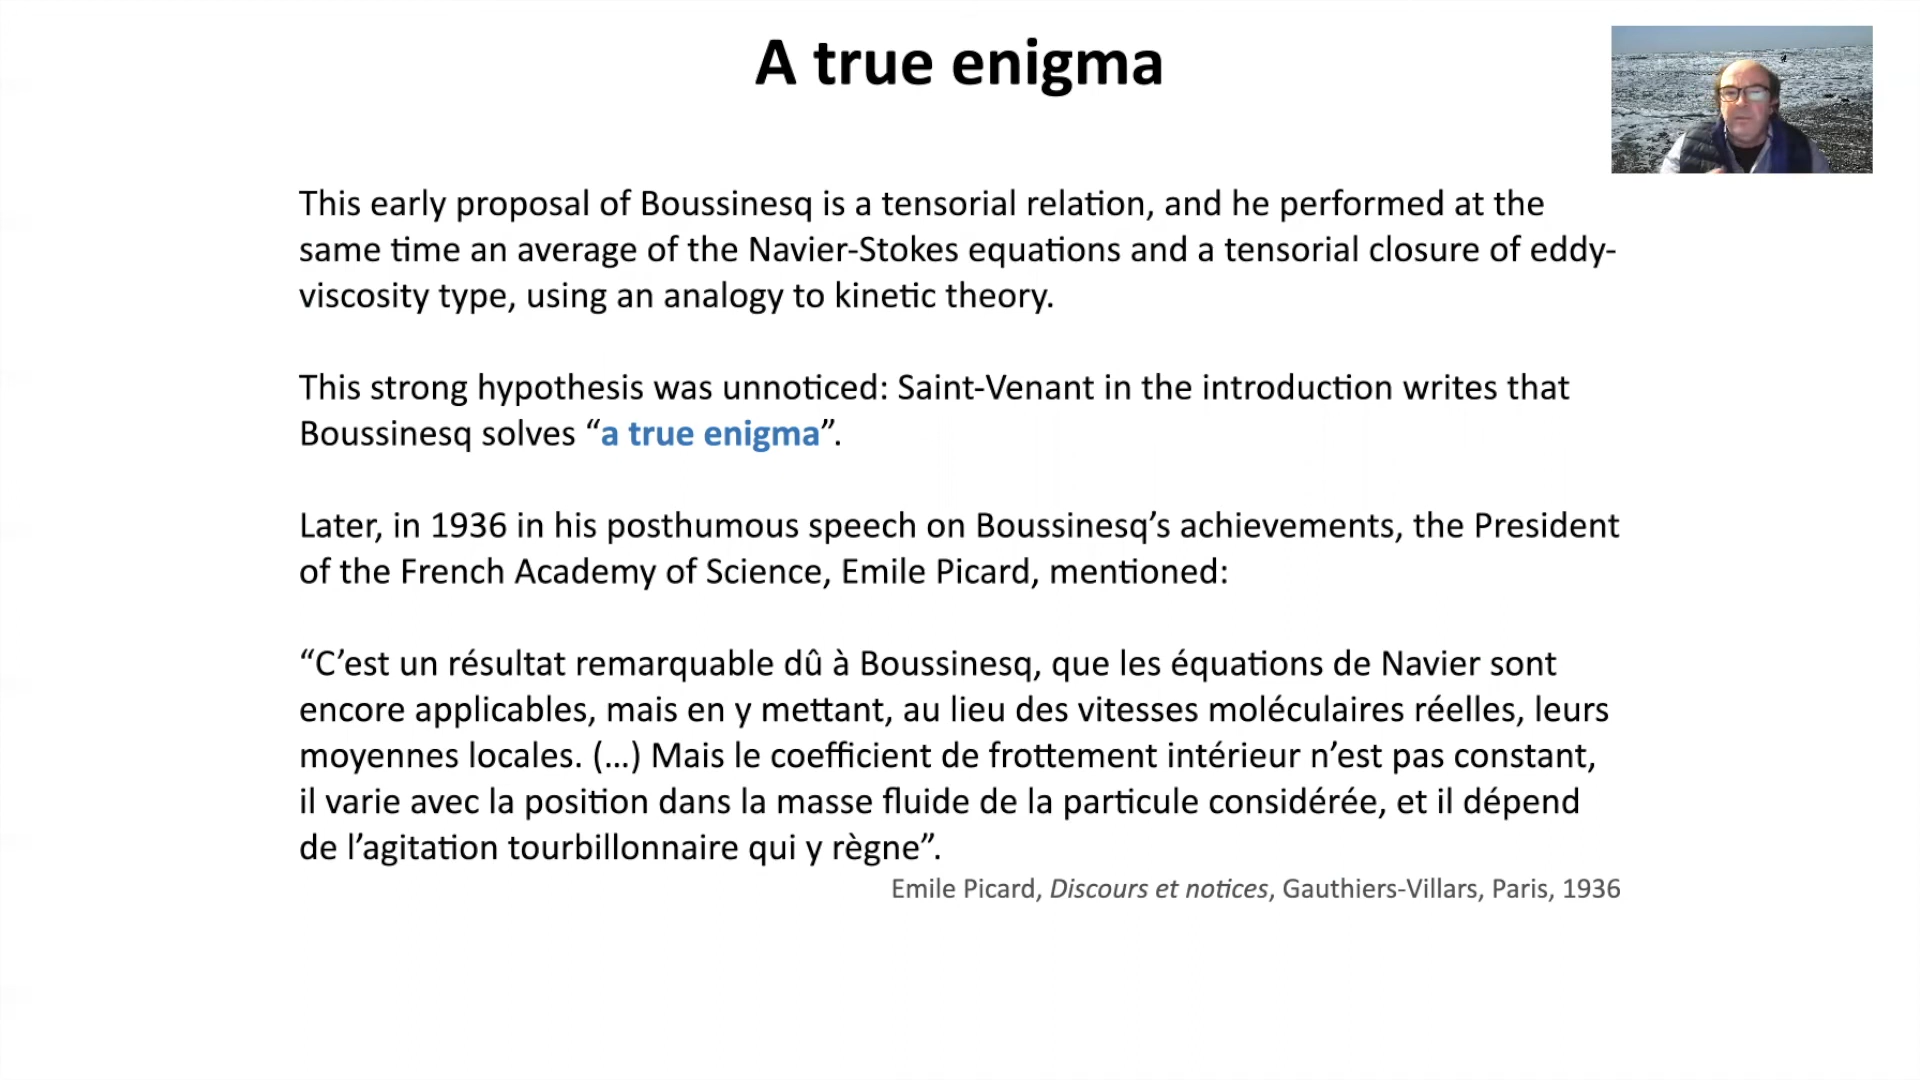 A true enigma
This early proposal of Boussinesq is a tensorial relation, and he performed at the
same time an average of the Navier-Stokes equations and a tensorial closure of eddy-
viscosity type, using an analogy to kinetic theory.
This strong hypothesis was unnoticed: Saint-Venant in the introduction writes that
Boussinesq solves “a true enigma”.
Later, in 1936 in his posthumous speech on Boussinesq’s achievements, the President
of the French Academy of Science, Emile Picard, mentioned:
“C’est un résultat remarquable dû à Boussinesq, que les équations de Navier sont
encore applicables, mais en y mettant, au lieu des vitesses moléculaires réelles, leurs
moyennes locales. (…) Mais le coefficient de frottement intérieur n’est pas constant,
il varie avec la position dans la masse fluide de la particule considérée, et il dépend
de l’agitation tourbillonnaire qui y règne”.
Emile Picard, Discours et notices, Gauthiers-Villars, Paris, 1936